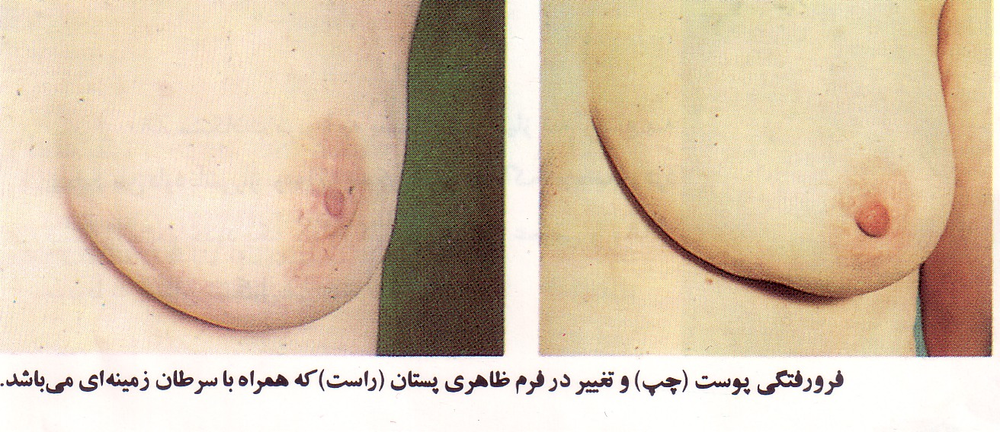 فرورفتگی پوست (چپ) و تغییر در فرم ظاهری پستان (راست) که همراه با سرطان زمینه‌ای می‌باشد.